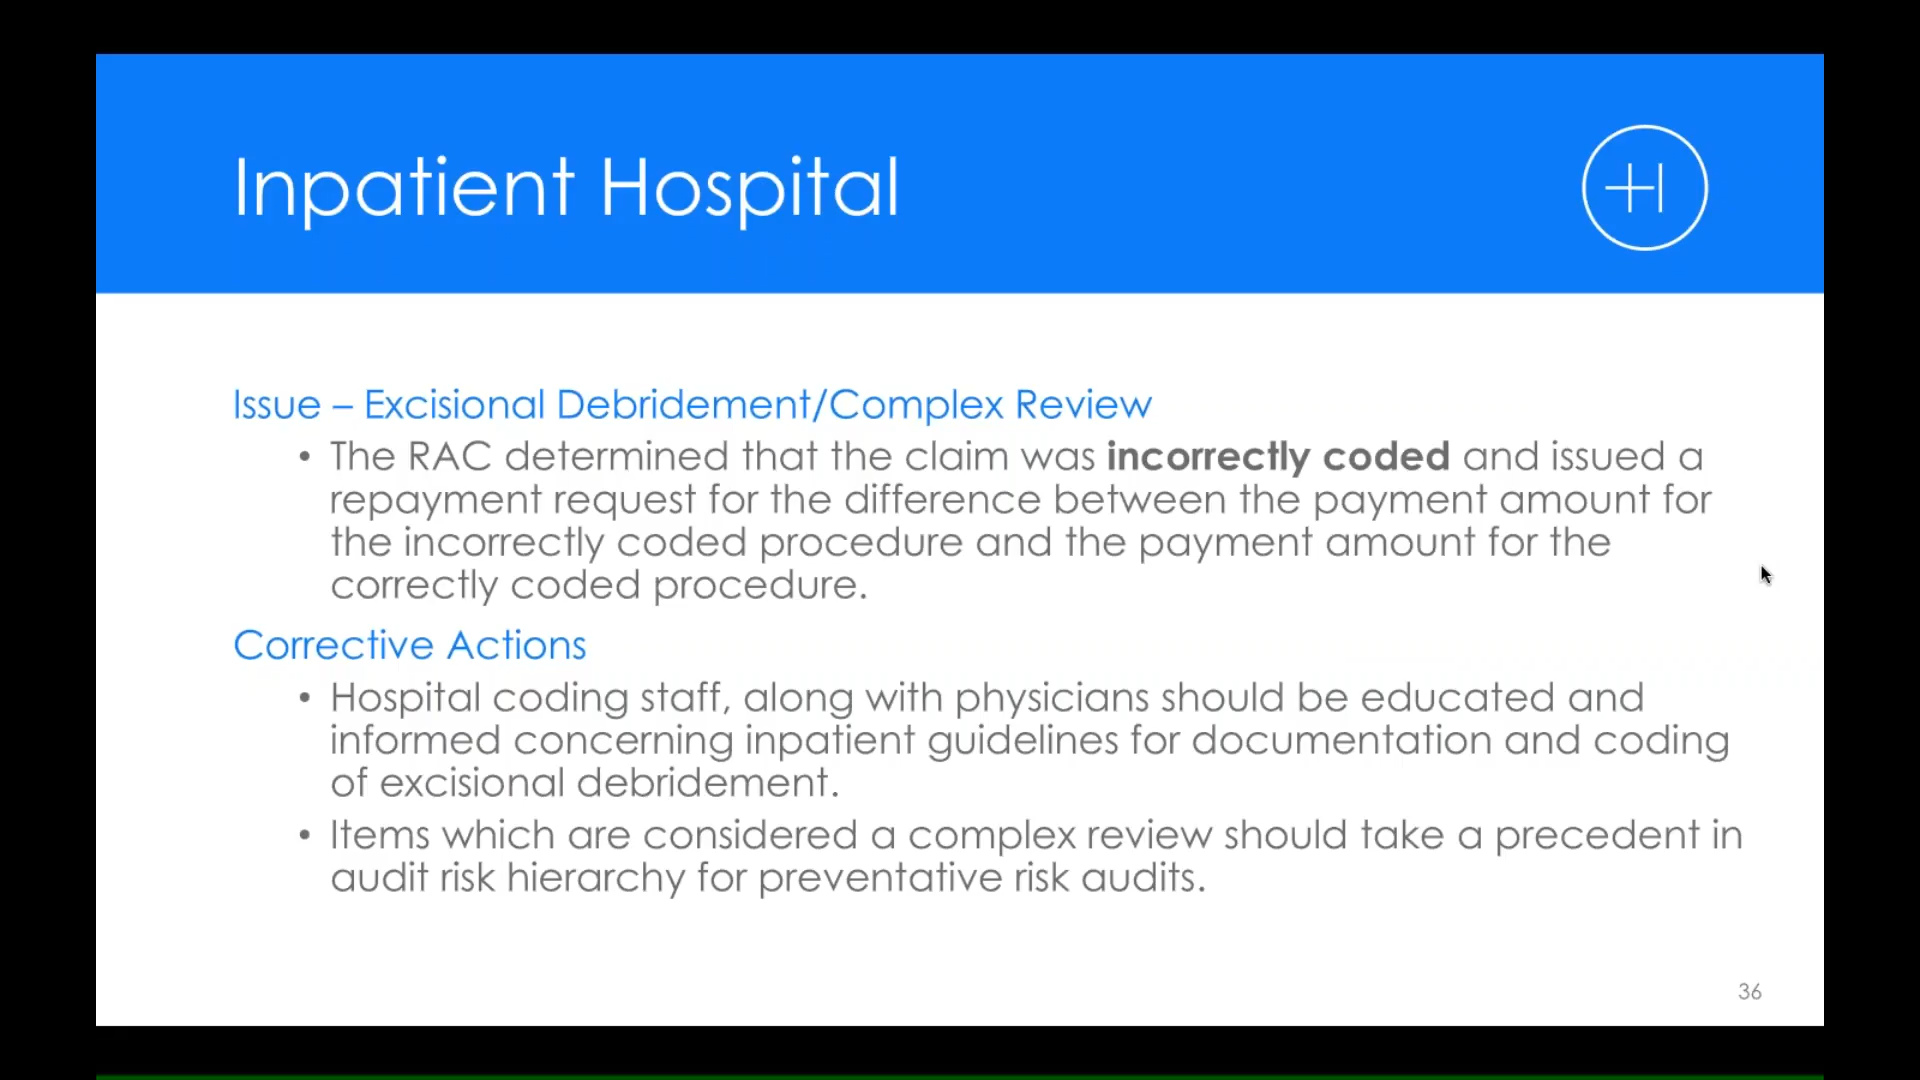 Inpatient Hospital
Issue – Excisional Debridement/Complex Review
• The RAC determined that the claim was incorrectly coded and issued a
repayment request for the difference between the payment amount for
the incorrectly coded procedure and the payment amount for the
correctly coded procedure.
Corrective Actions
• Hospital coding staff, along with physicians should be educated and
informed concerning inpatient guidelines for documentation and coding
of excisional debridement.
• Items which are considered a complex review should take a precedent in
audit risk hierarchy for preventative risk audits.
36